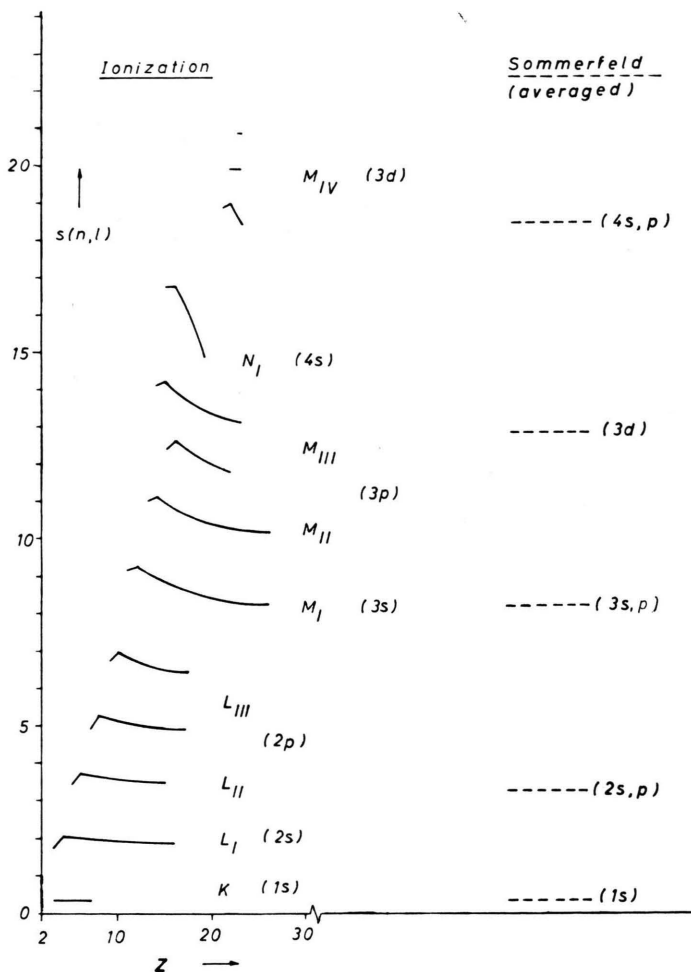 Ionization
Sommerfeld
(averaged)
20
M_IV (3d)
s(n,l)
(4s,p)
15
N_I (4s)
(3d)
M_III
(3p)
10
M_II
M_I (3s)
(3s,p)
L_III
5
(2p)
L_II
(2s,p)
L_I (2s)
K (1s)
(1s)
0
2
10
20
30
Z